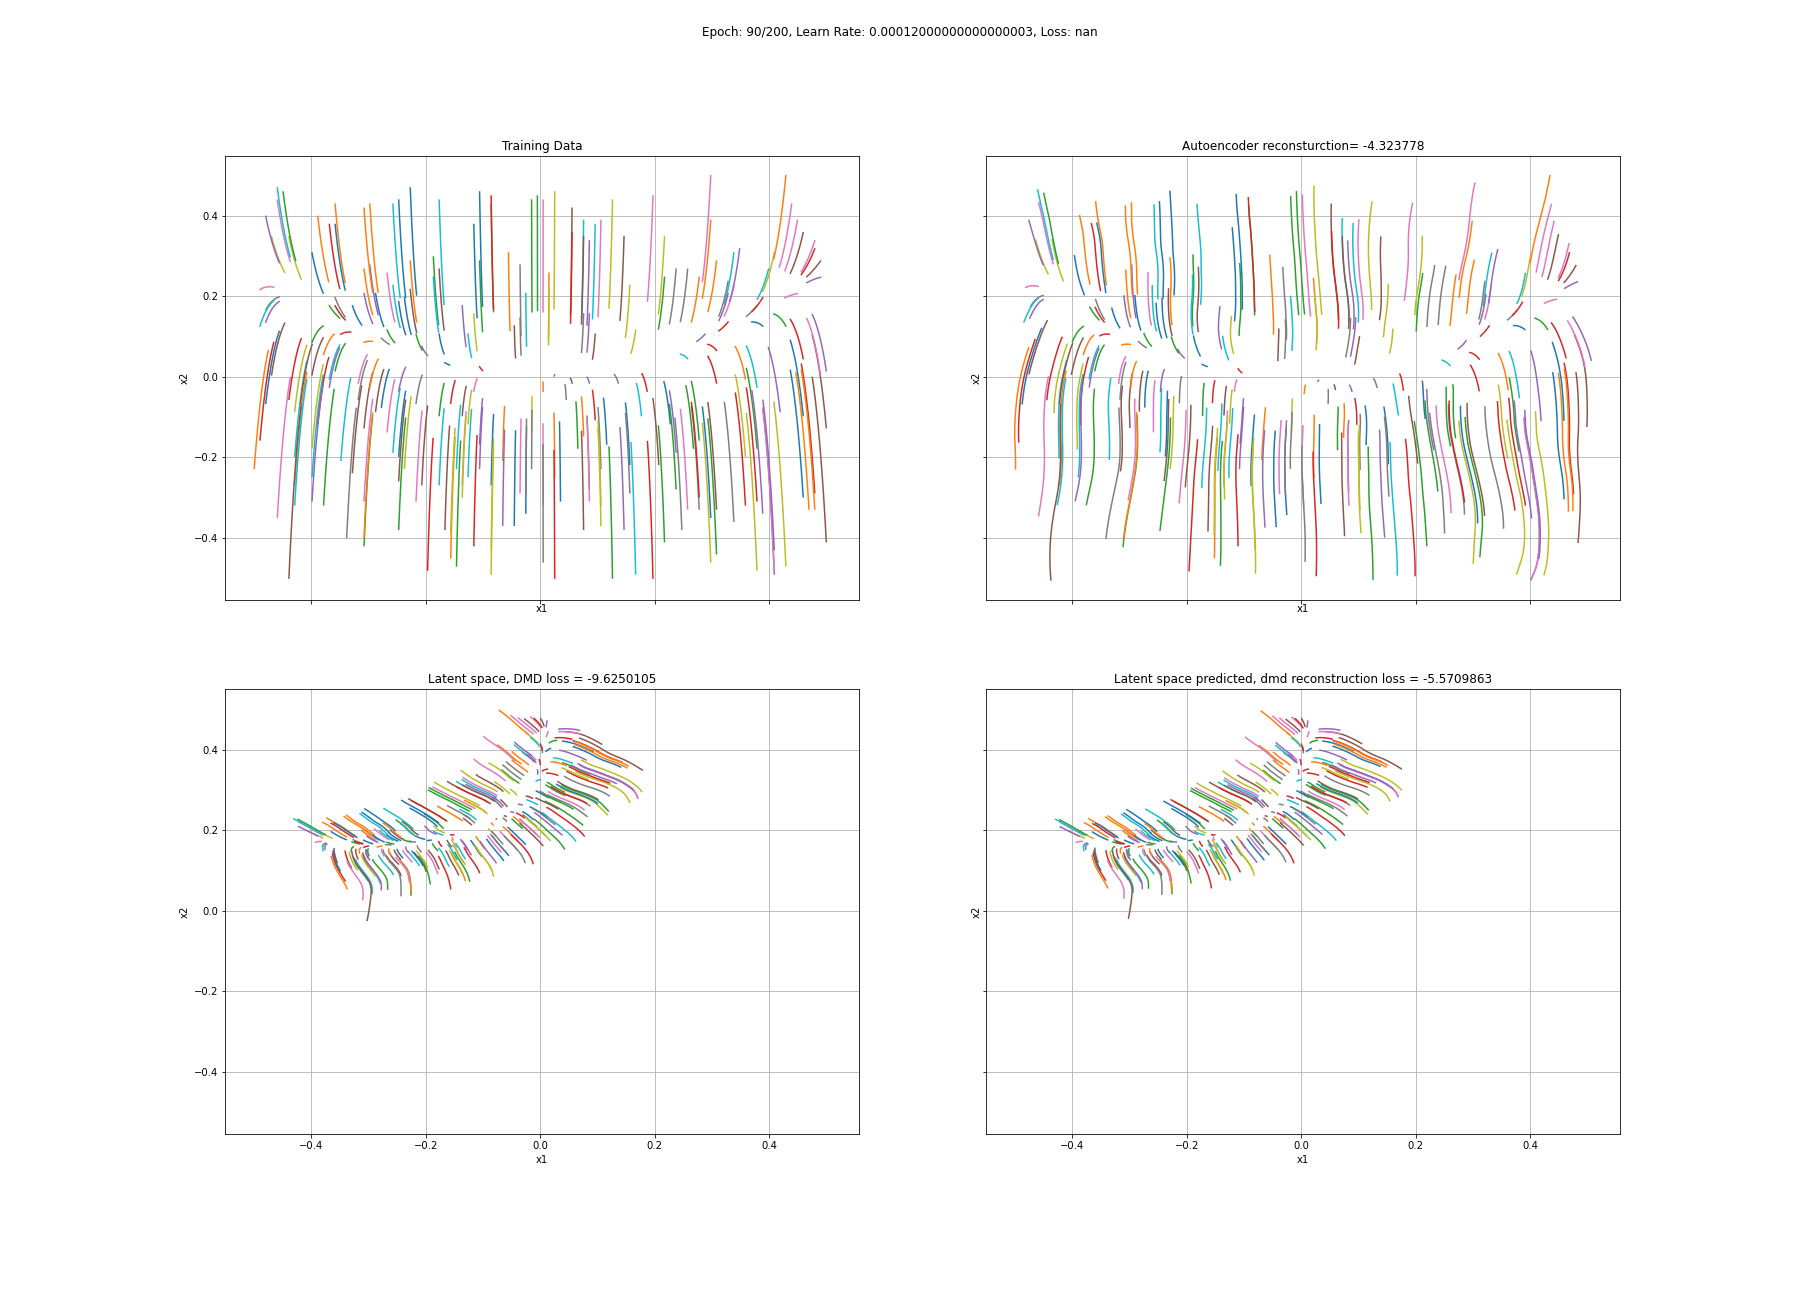 Epoch: 90/200, Learn Rate: 0.00012000000000000003, Loss: nan
Training Data
Autoencoder reconsturction= -4.323778
0.4
0.2
0.0
−0.2
−0.4
x2
x1
x2
x1
Latent space, DMD loss = -9.6250105
Latent space predicted, dmd reconstruction loss = -5.5709863
0.4
0.2
0.0
−0.2
−0.4
x2
−0.4 −0.2 0.0 0.2 0.4
x1
x2
−0.4 −0.2 0.0 0.2 0.4
x1